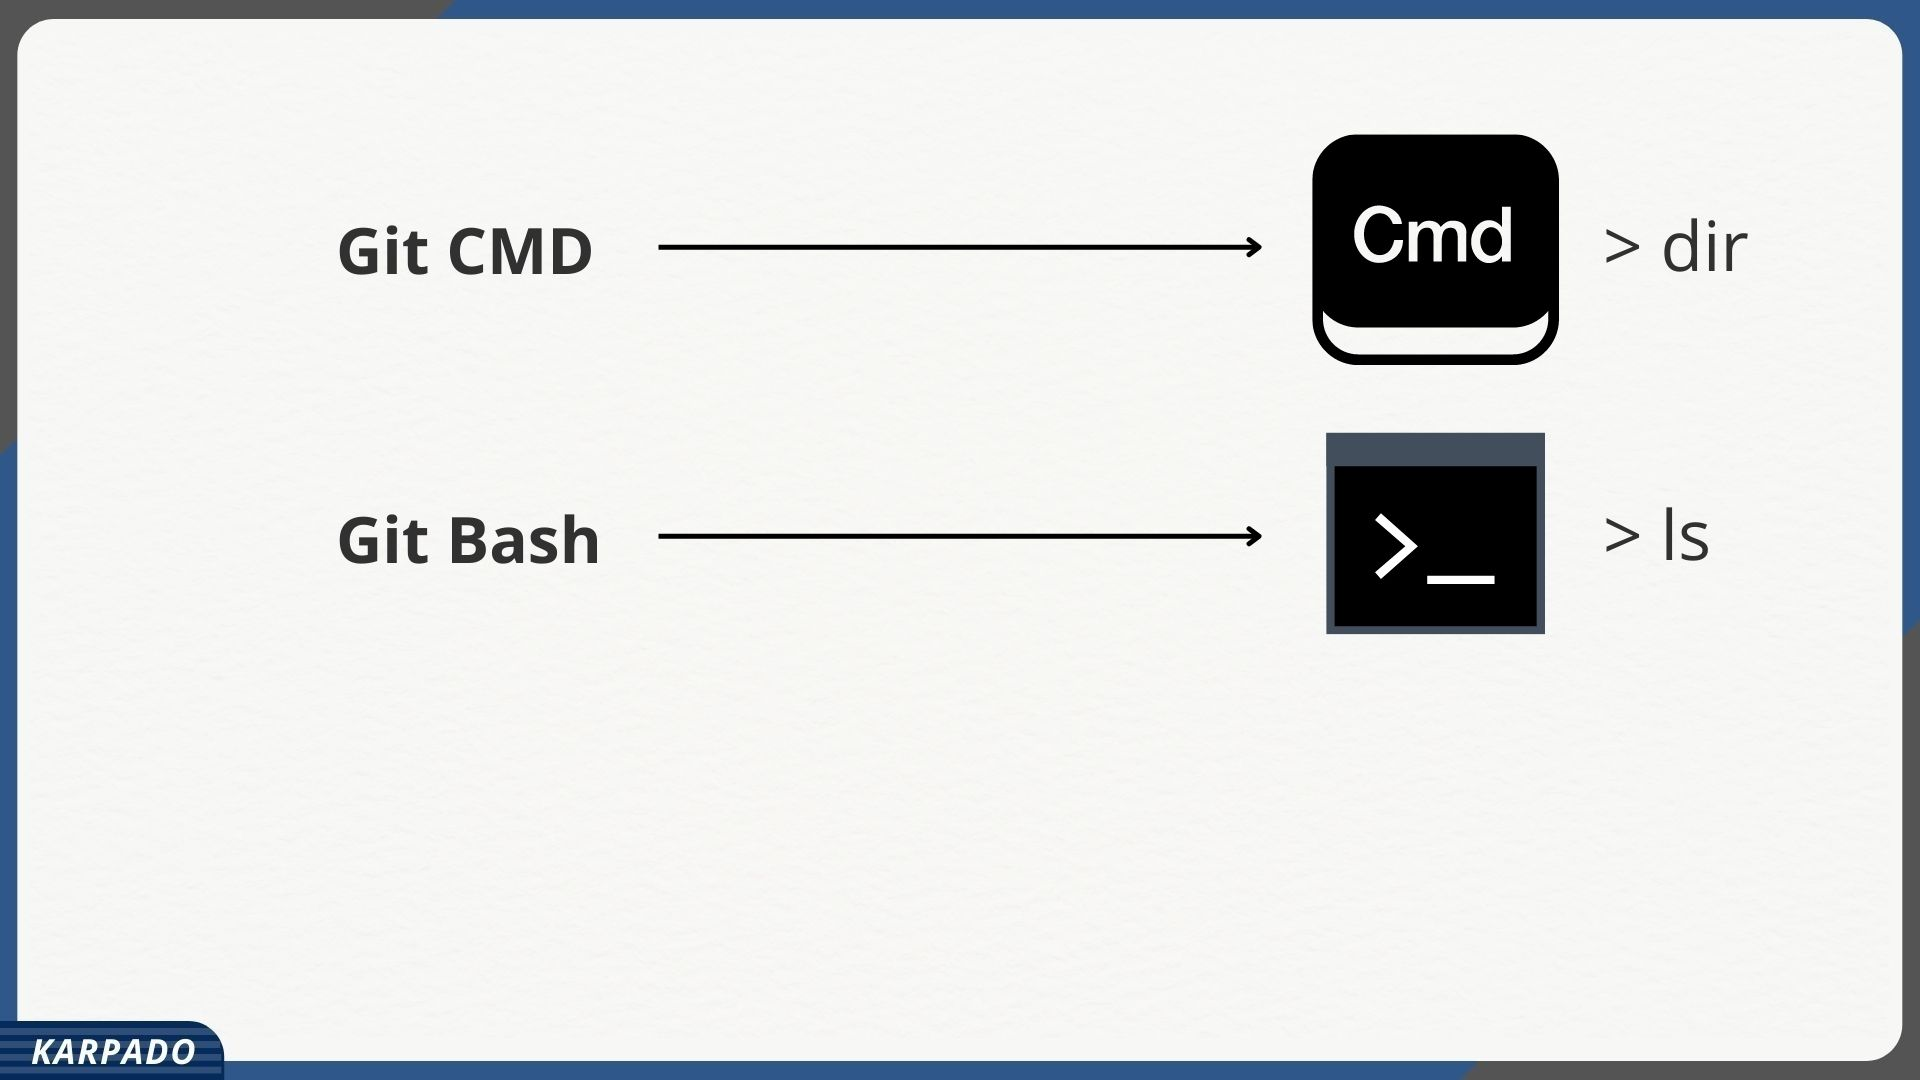 Git CMD
Cmd
> dir
Git Bash
>_
> ls
KARPADO